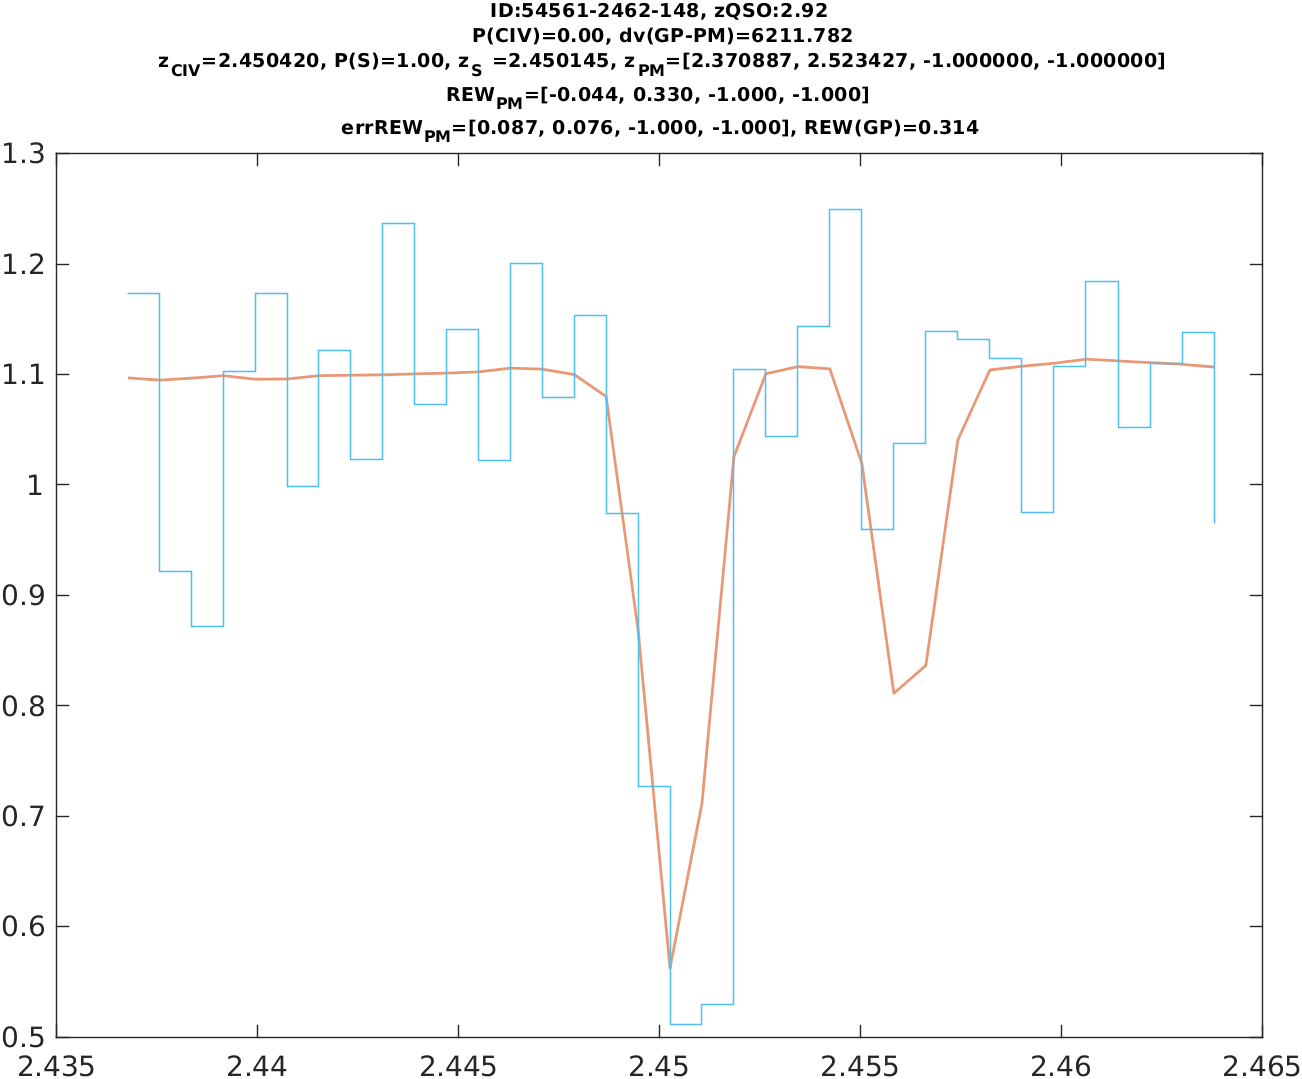 ID:54561-2462-148, zQSO:2.92
P(CIV)=0.00, dv(GP-PM)=6211.782
zCIV=2.450420, P(S)=1.00, zS =2.450145, zPM=[2.370887, 2.523427, -1.000000, -1.000000]
REWPM=[-0.044, 0.330, -1.000, -1.000]
errREWPM=[0.087, 0.076, -1.000, -1.000], REW(GP)=0.314
1.3
1.2
1.1
1
0.9
0.8
0.7
0.6
0.5
2.435 2.44 2.445 2.45 2.455 2.46 2.465